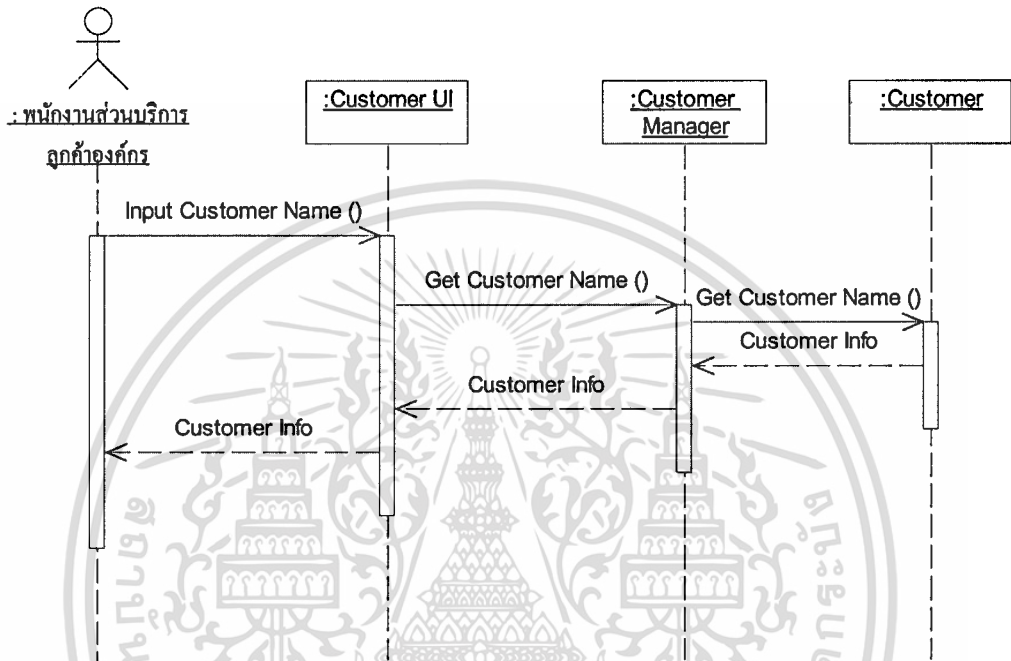 : พนักงานส่วนบริการ
ลูกค้าองค์กร
:Customer UI
:Customer
Manager
:Customer
Input Customer Name ()
Get Customer Name ()
Get Customer Name ()
Customer Info
Customer Info
Customer Info